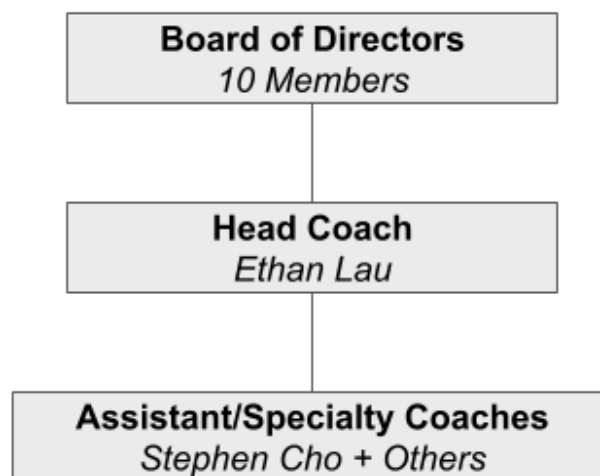 Board of Directors
10 Members
Head Coach
Ethan Lau
Assistant/Specialty Coaches
Stephen Cho + Others